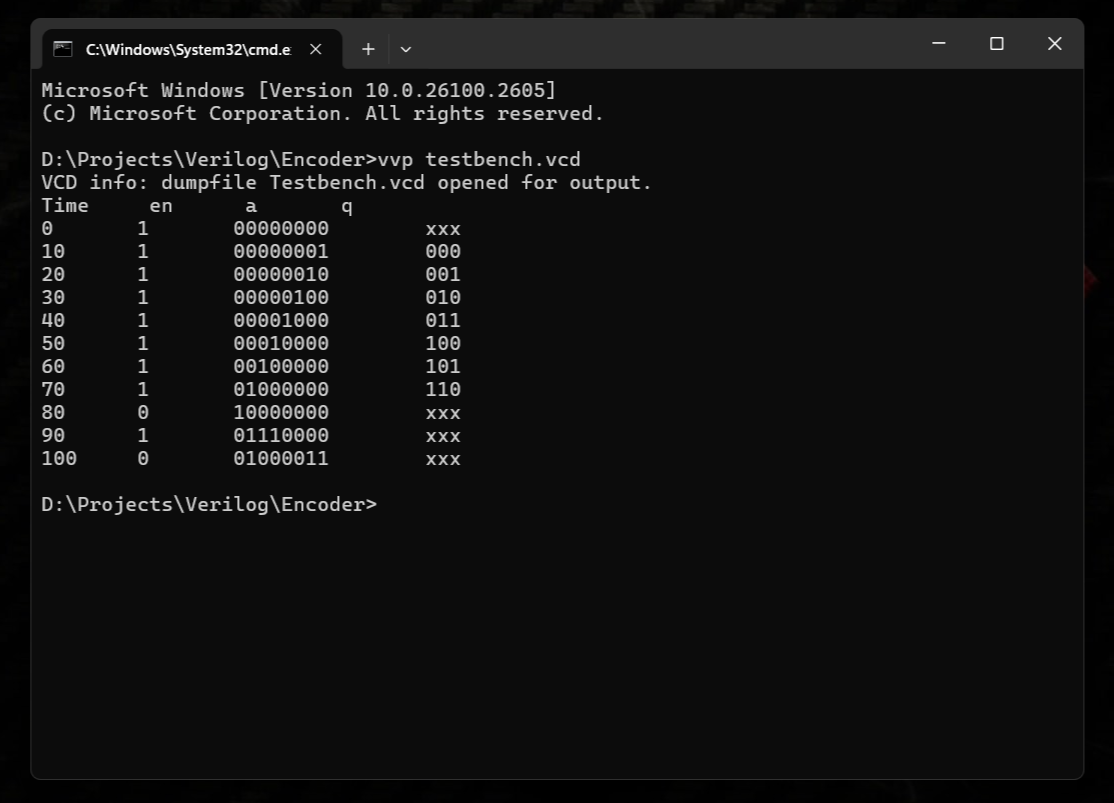 C:\Windows\System32\cmd.e
Microsoft Windows [Version 10.0.26100.2605]
(c) Microsoft Corporation. All rights reserved.
D:\Projects\Verilog\Encoder>vvp testbench.vcd
VCD info: dumpfile Testbench.vcd opened for output.
Time en a q
0 1 00000000 xxx
10 1 00000001 000
20 1 00000010 001
30 1 00000100 010
40 1 00001000 011
50 1 00010000 100
60 1 00100000 101
70 1 01000000 110
80 0 10000000 xxx
90 1 01110000 xxx
100 0 01000011 xxx
D:\Projects\Verilog\Encoder>